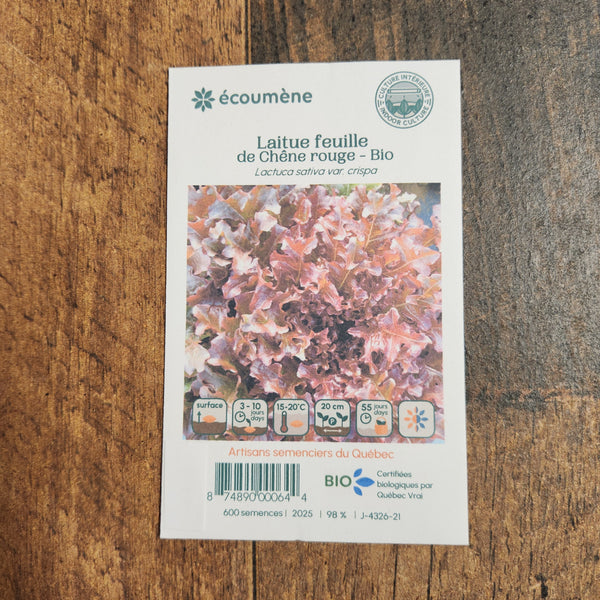 écoumène
CULTURE INTÉRIEURE
INDOOR CULTURE
Laitue feuille
de Chêne rouge - Bio
Lactuca sativa var. crispa
surface
3 - 10
jours
days
15-20°C
20 cm
P
55
jours
days
Artisans semenciers du Québec
8 74890 00064 4
BIO
Certifiées
biologiques par
Québec Vrai
600 semences | 2025 | 98 % | J-4326-21